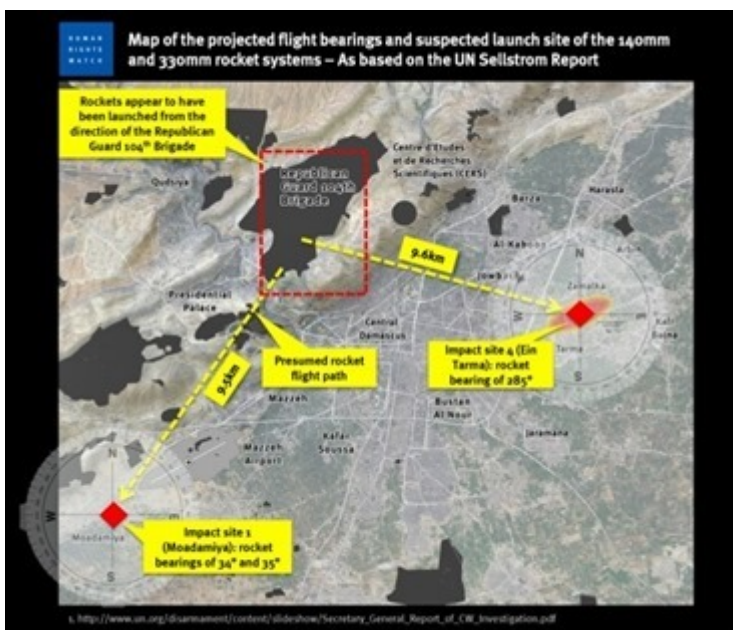 HUMAN
RIGHTS
WATCH
Map of the projected flight bearings and suspected launch site of the 140mm
and 330mm rocket systems – As based on the UN Sellstrom Report
Rockets appear to have
been launched from the
direction of the Republican
Guard 104th Brigade
Republican
Guard 104th
Brigade
Centre d'Etudes
et de Recherches
Scientifiques (CERS)
Qudsiya
Barza
Harasta
Al Kaboon
Arbin
Jowbar
9.6km
N
Zamalka
W
Presidential
Palace
Central
Damascus
Impact site 4 (Ein
Tarma): rocket
bearing of 285°
Tarma
S
Presumed rocket
flight path
9.5km
Mazzeh
Bustan
Al Nour
Jaramana
Kafar
Soussa
Mazzeh
Airport
N
W
E
Moadamiya
S
Impact site 1
(Moadamiya): rocket
bearings of 34° and 35°
1. http://www.un.org/disarmament/content/slideshow/Secretary_General_Report_of_CW_Investigation.pdf